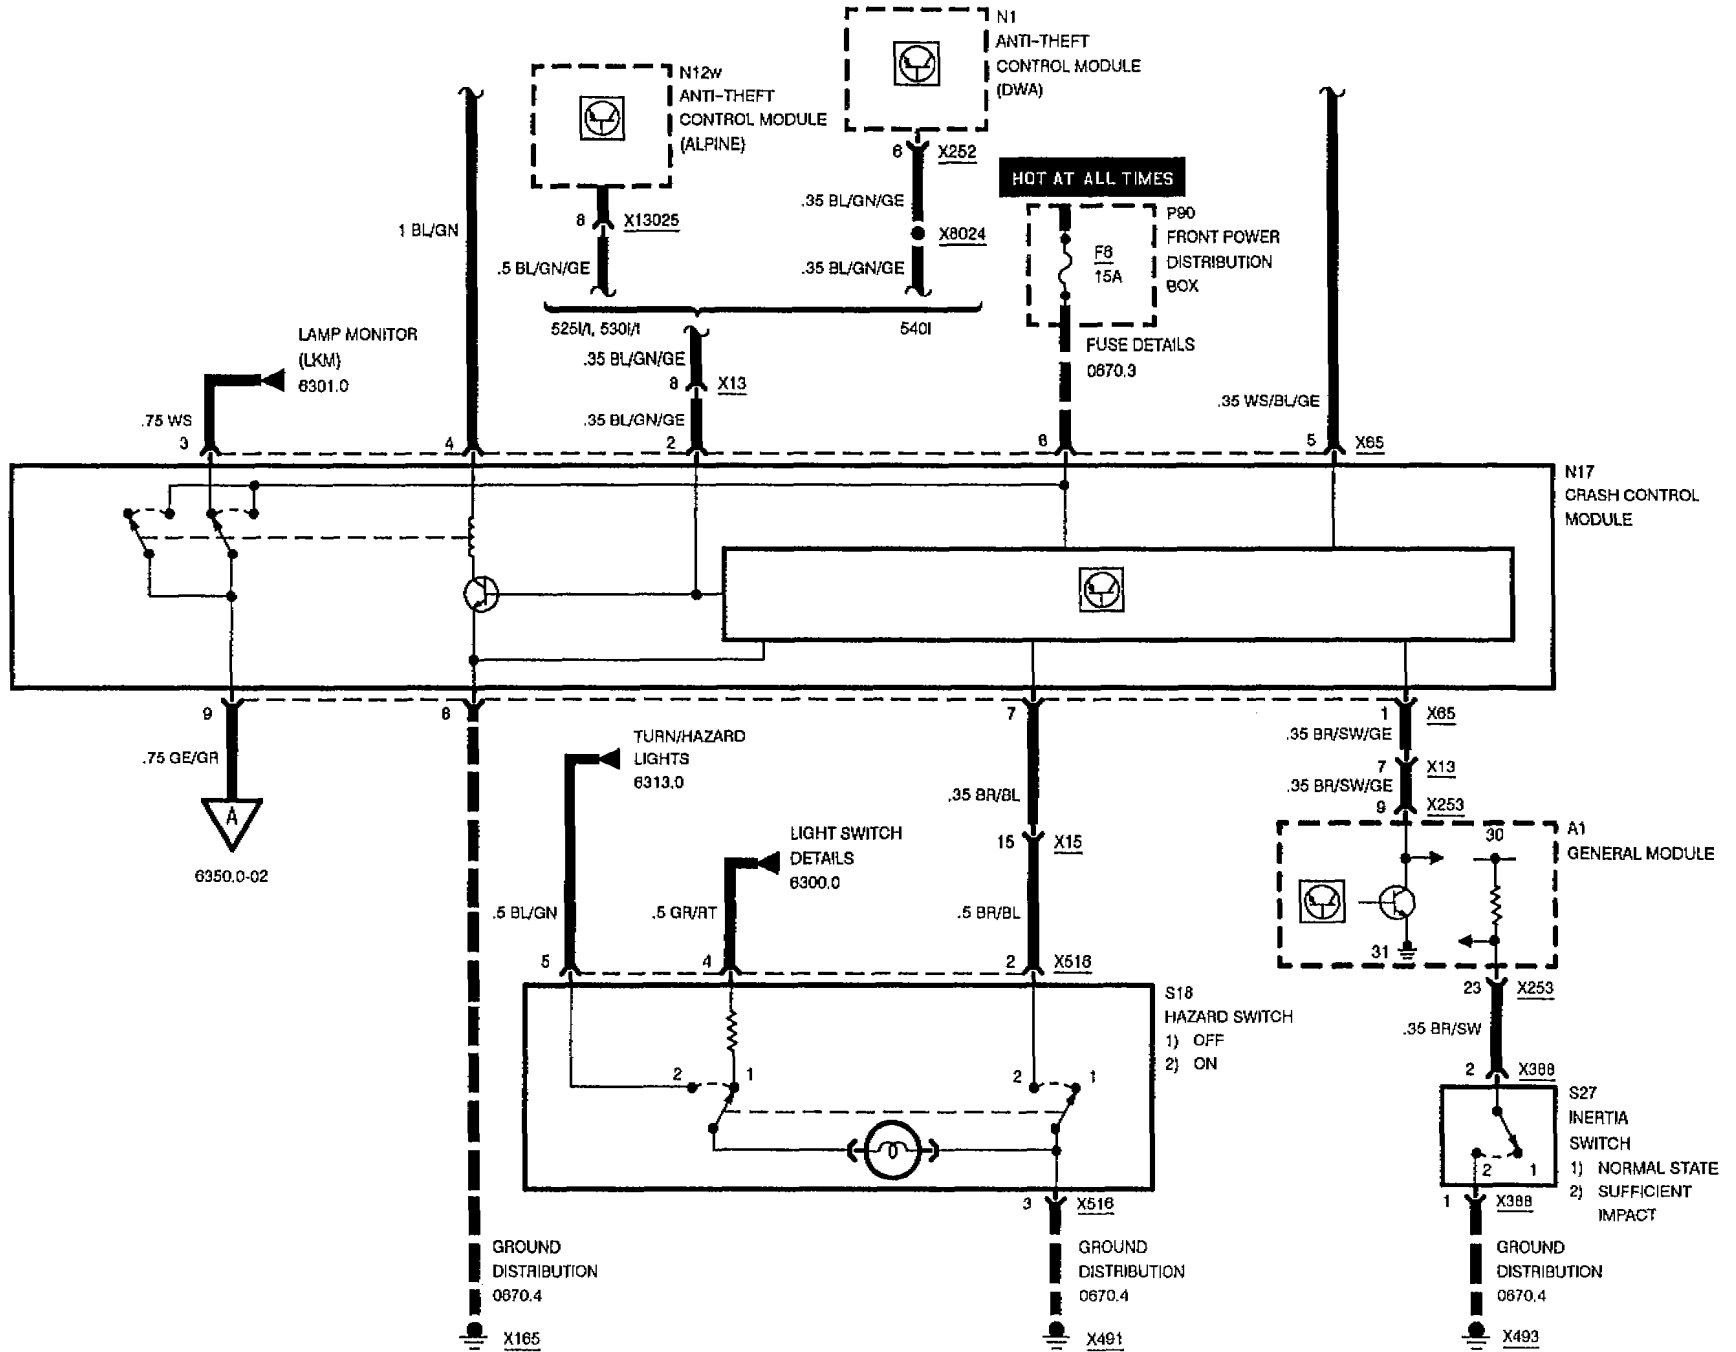 N1
ANTI-THEFT
CONTROL MODULE
(DWA)
N12w
ANTI-THEFT
CONTROL MODULE
(ALPINE)
6 X252
HOT AT ALL TIMES
.35 BL/GN/GE
8 X13025
1 BL/GN
X8024
.5 BL/GN/GE
.35 BL/GN/GE
P90
FRONT POWER
DISTRIBUTION
BOX
F6
15A
525I/I, 530I/I
540I
LAMP MONITOR
(LKM)
6301.0
.35 BL/GN/GE
FUSE DETAILS
0670.3
8 X13
.75 WS
.35 BL/GN/GE
.35 WS/BL/GE
3 4 2 6 5 X65
N17
CRASH CONTROL
MODULE
9 6 7 1 X65
.75 GE/GR
TURN/HAZARD
LIGHTS
6313.0
.35 BR/SW/GE
7 X13
.35 BR/BL
.35 BR/SW/GE
9 X253
A
6350.0-02
LIGHT SWITCH
DETAILS
6300.0
15 X15
30
A1
GENERAL MODULE
.5 BL/GN
.5 GR/RT
.5 BR/BL
31
5 4 2 X516
23 X253
S18
HAZARD SWITCH
1) OFF
2) ON
.35 BR/SW
2 1 2 1
2 X388
S27
INERTIA
SWITCH
1) NORMAL STATE
2) SUFFICIENT
IMPACT
2 1
3 X516
1 X388
GROUND
DISTRIBUTION
0670.4
GROUND
DISTRIBUTION
0670.4
GROUND
DISTRIBUTION
0670.4
X165
X491
X493